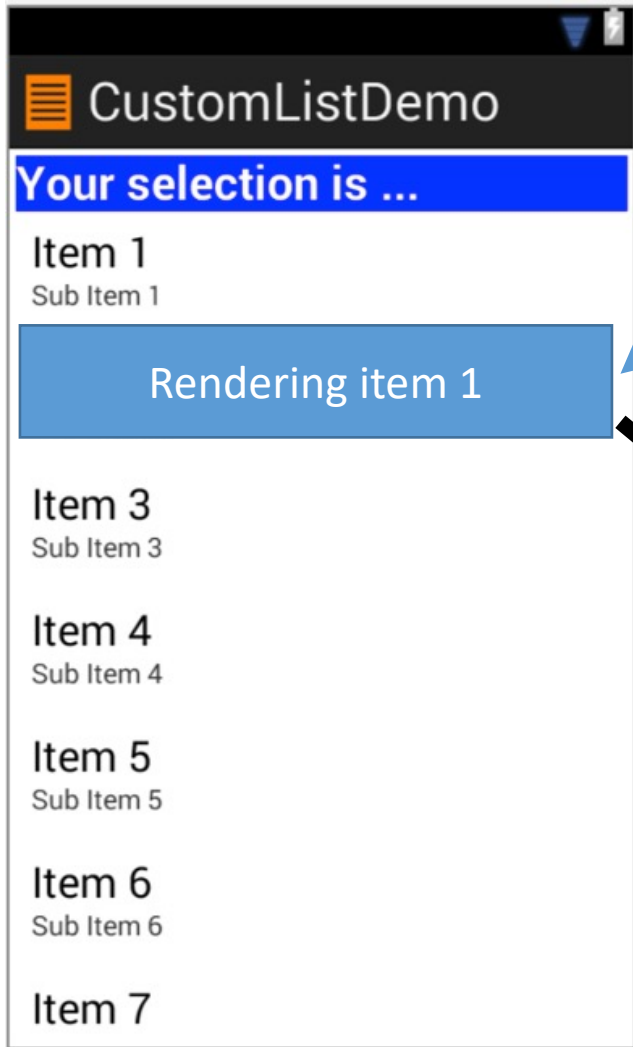 CustomListDemo
Your selection is ...
Item 1
Sub Item 1
Rendering item 1
Item 3
Sub Item 3
Item 4
Sub Item 4
Item 5
Sub Item 5
Item 6
Sub Item 6
Item 7